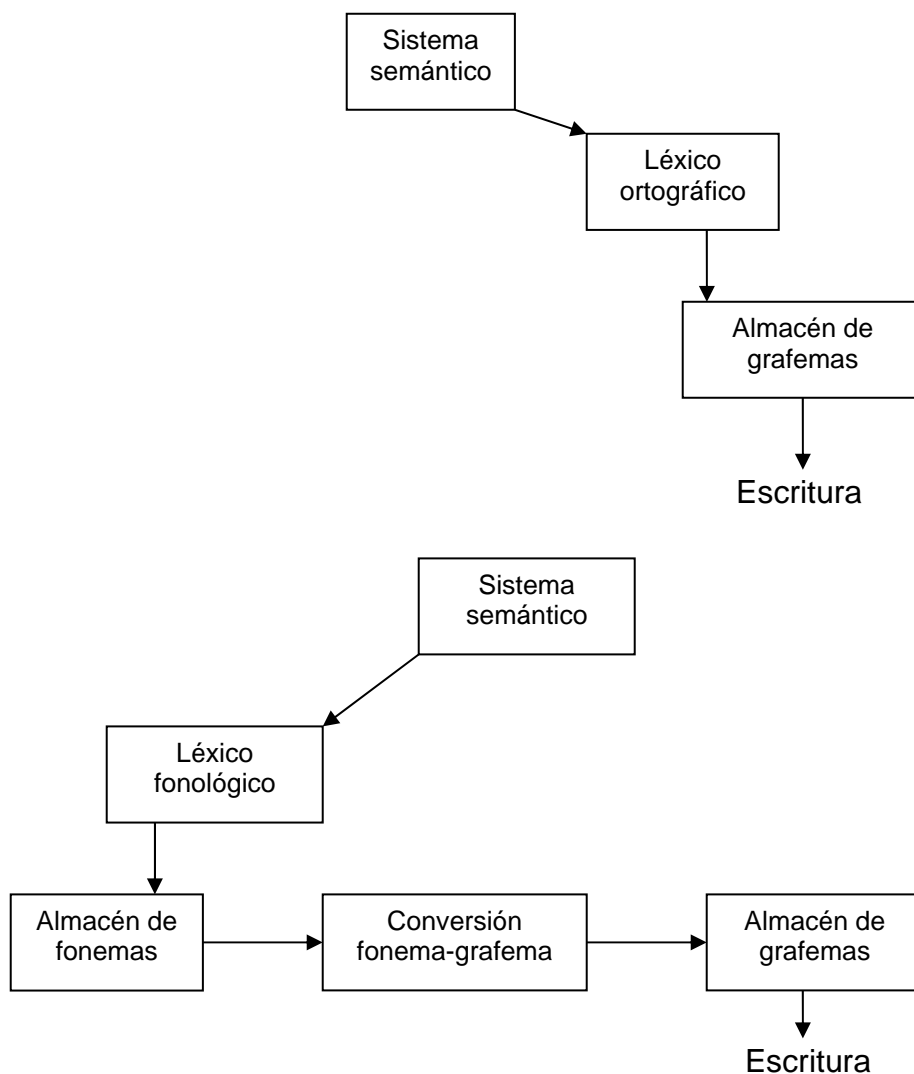 Sistema
semántico
Léxico
ortográfico
Almacén de
grafemas
Escritura
Sistema
semántico
Léxico
fonológico
Almacén de
fonemas
Conversión
fonema-grafema
Almacén de
grafemas
Escritura